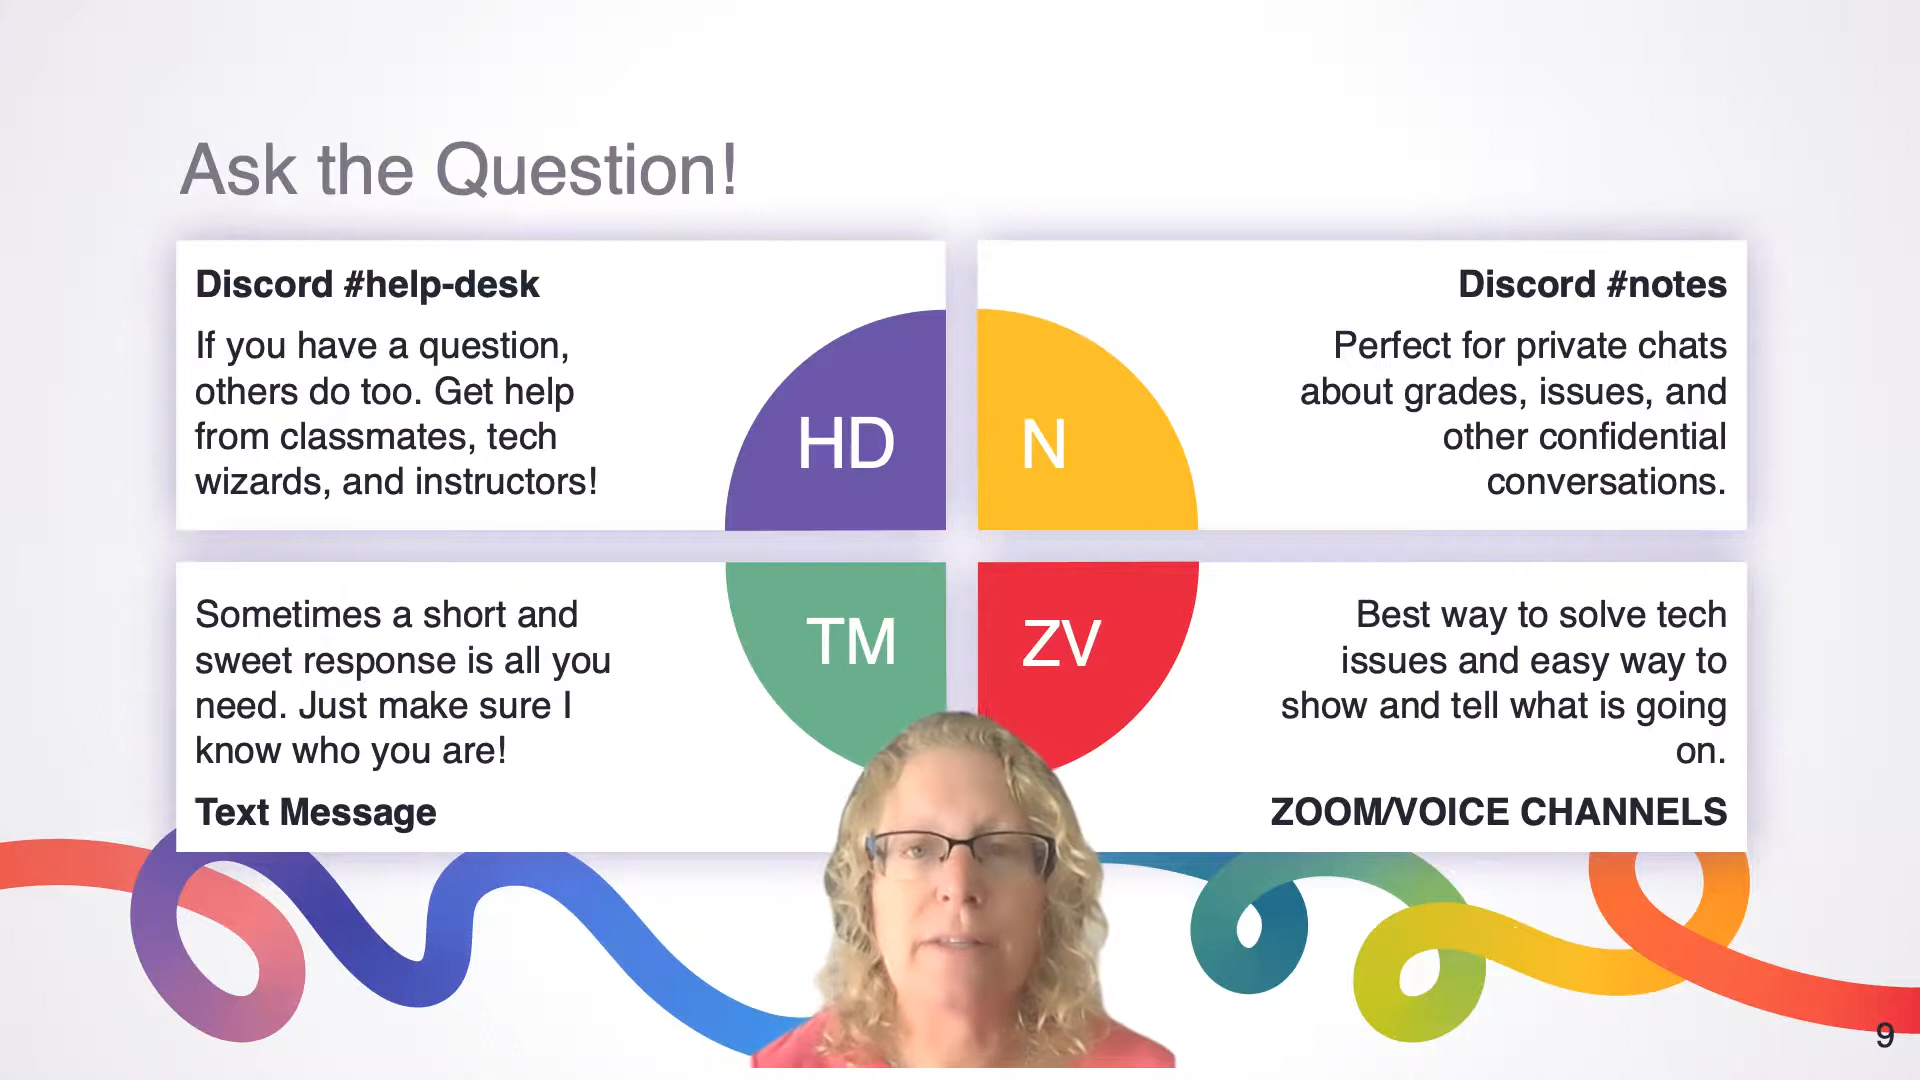 Ask the Question!
Discord #help-desk
If you have a question,
others do too. Get help
from classmates, tech
wizards, and instructors!
HD
Discord #notes
Perfect for private chats
about grades, issues, and
other confidential
conversations.
N
Sometimes a short and
sweet response is all you
need. Just make sure I
know who you are!
Text Message
TM
ZV
Best way to solve tech
issues and easy way to
show and tell what is going
on.
ZOOM/VOICE CHANNELS
9